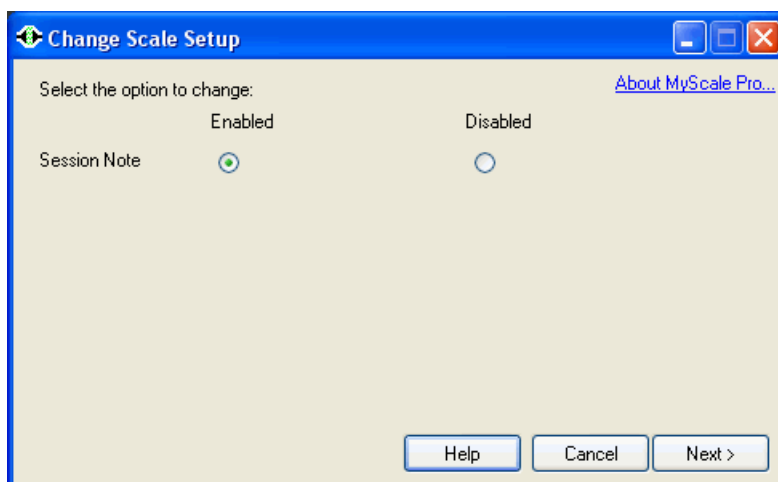 Change Scale Setup
About MyScale Pro...
Select the option to change:
Enabled Disabled
Session Note
Help Cancel Next >